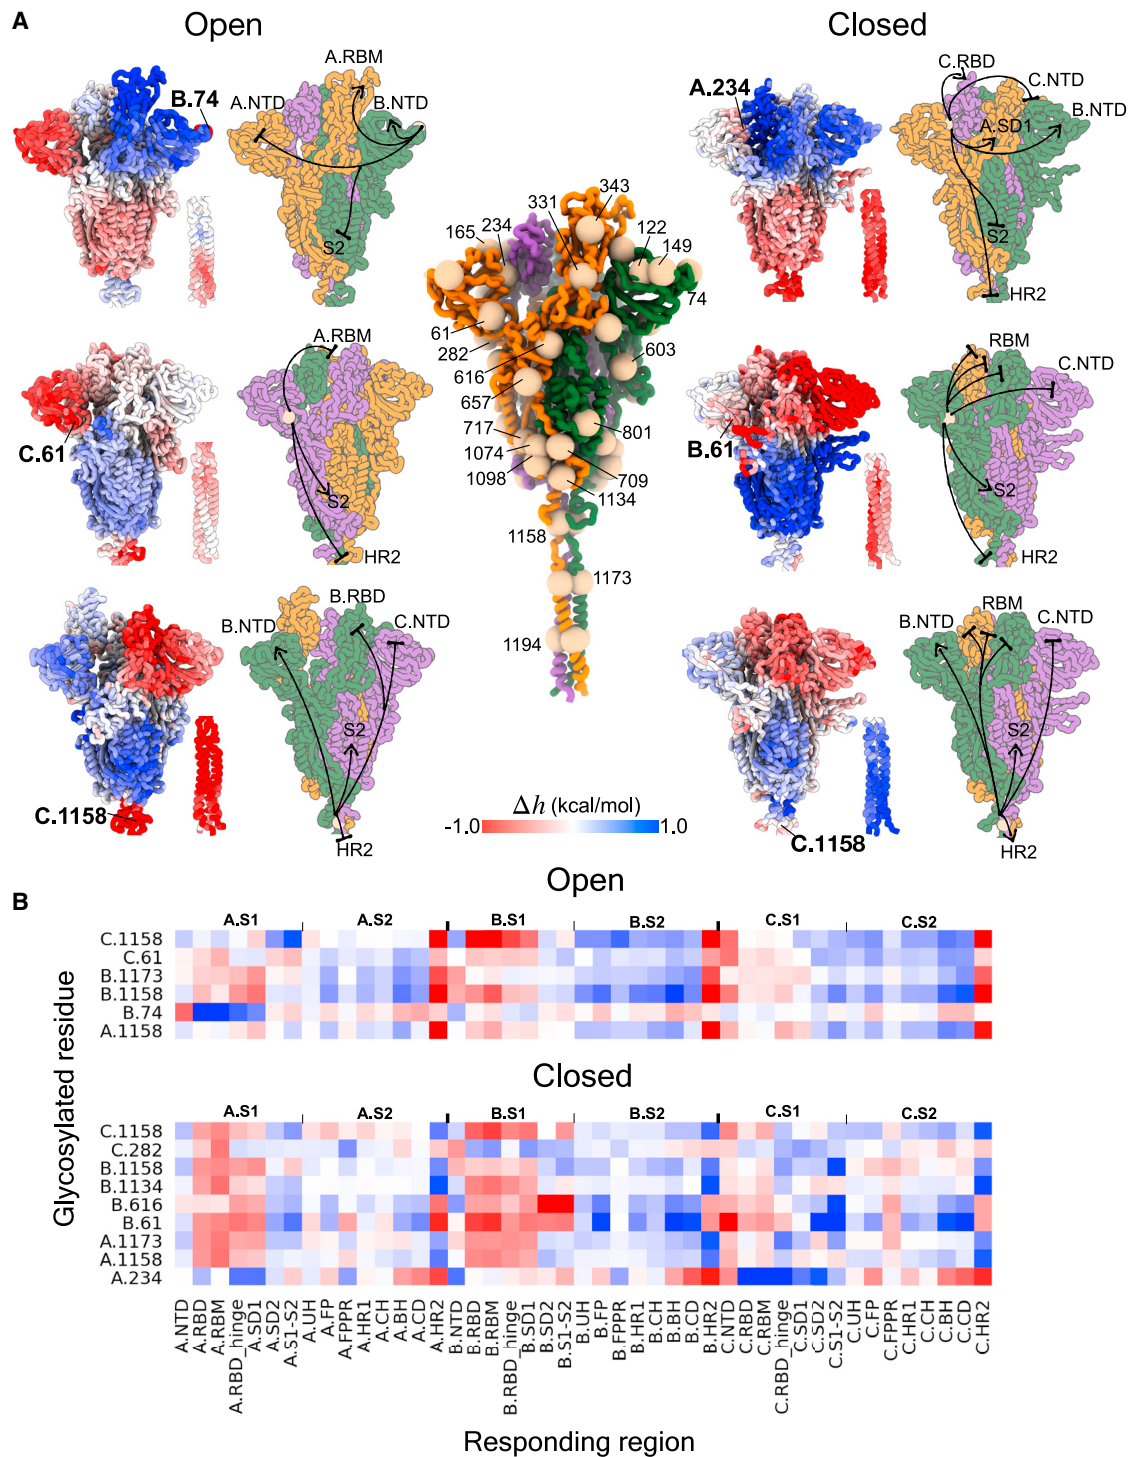 A
Open
Closed
B.74
A.NTD
A.RBM
B.NTD
S2
A.234
C.RBD
C.NTD
B.NTD
A.SD1
S2
HR2
C.61
A.RBM
S2
HR2
B.61
RBM
C.NTD
S2
HR2
C.1158
B.NTD
B.RBD
C.NTD
S2
HR2
C.1158
B.NTD
RBM
C.NTD
S2
HR2
343
331
234
165
122
149
74
61
282
616
603
657
717
801
1074
1098
709
1134
1158
1173
1194
Δh (kcal/mol)
-1.0
1.0
B
Open
A.S1
A.S2
B.S1
B.S2
C.S1
C.S2
C.1158
C.61
B.1173
B.1158
B.74
A.1158
Closed
A.S1
A.S2
B.S1
B.S2
C.S1
C.S2
C.1158
C.282
B.1158
B.1134
B.616
B.61
A.1173
A.1158
A.234
Glycosylated residue
A.NTD
A.RBD
A.RBM
A.RBD_hinge
A.SD1
A.SD2
A.S1-S2
A.UH
A.FP
A.FPPR
A.HR1
A.CH
A.BH
A.CD
A.HR2
B.NTD
B.RBD
B.RBM
B.RBD_hinge
B.SD1
B.SD2
B.S1-S2
B.UH
B.FP
B.FPPR
B.HR1
B.CH
B.BH
B.CD
B.HR2
C.NTD
C.RBD
C.RBM
C.RBD_hinge
C.SD1
C.SD2
C.S1-S2
C.UH
C.FP
C.FPPR
C.HR1
C.CH
C.BH
C.CD
C.HR2
Responding region